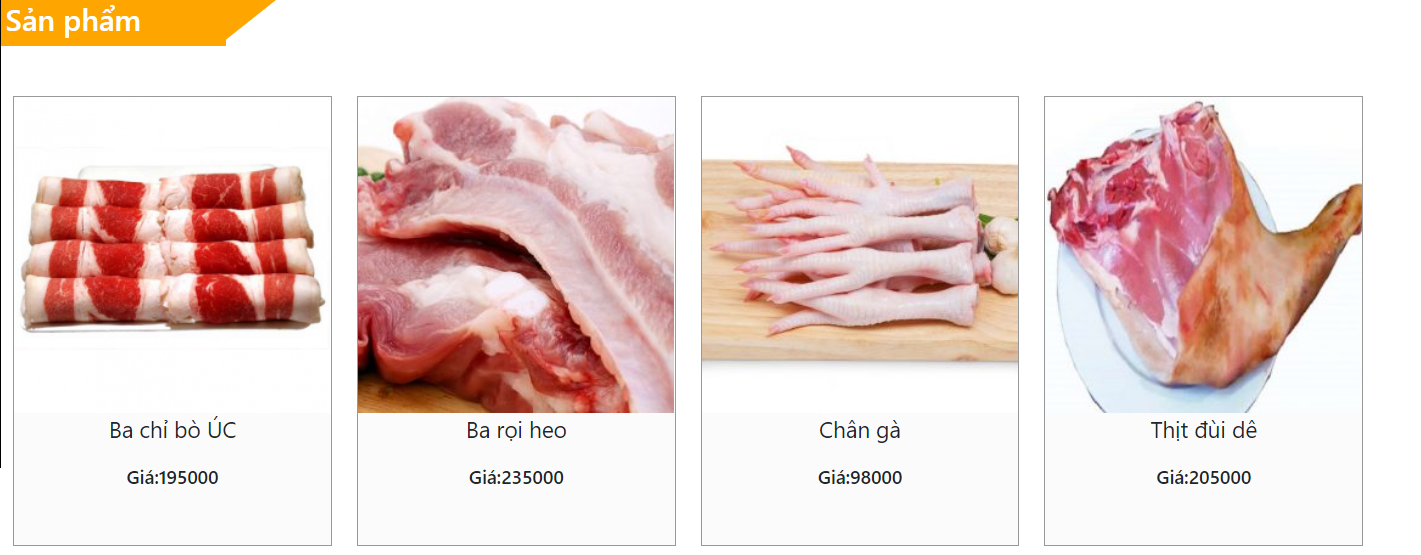 Sản phẩm
Ba chỉ bò ÚC
Giá:195000
Ba rọi heo
Giá:235000
Chân gà
Giá:98000
Thịt đùi dê
Giá:205000